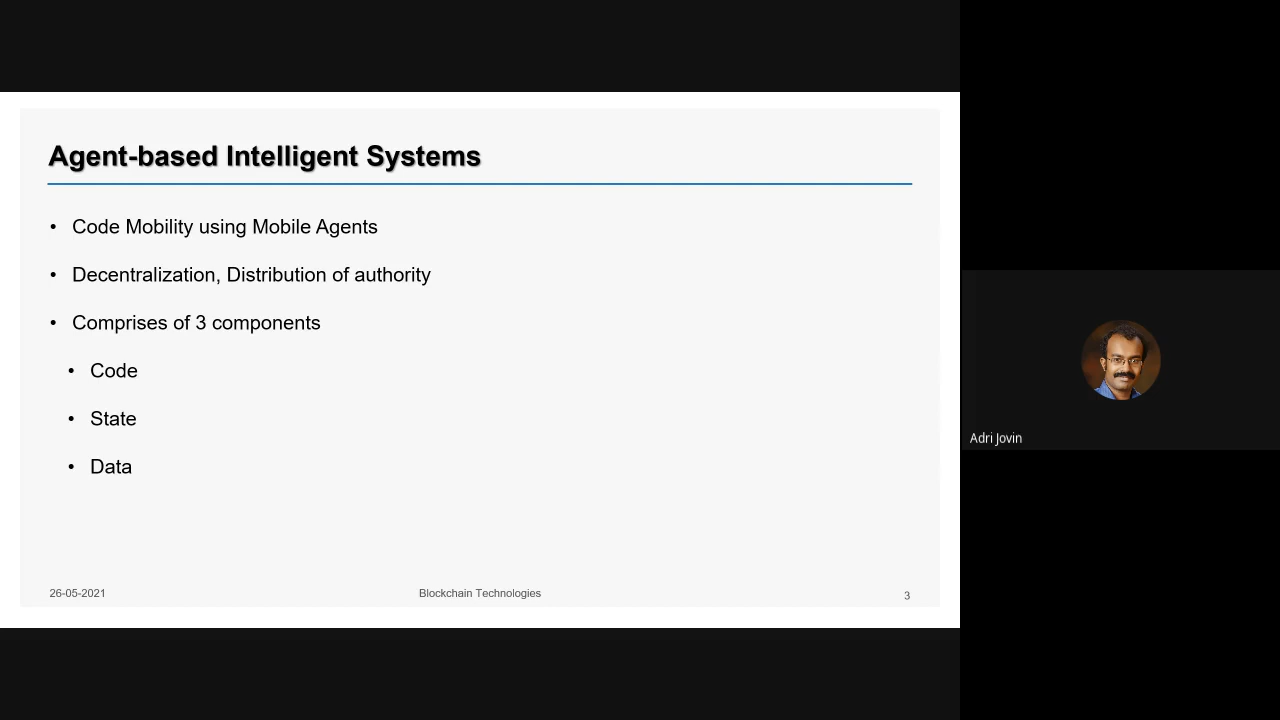 Agent-based Intelligent Systems
• Code Mobility using Mobile Agents
• Decentralization, Distribution of authority
• Comprises of 3 components
• Code
• State
• Data
26-05-2021
Blockchain Technologies
3
Adri Jovin